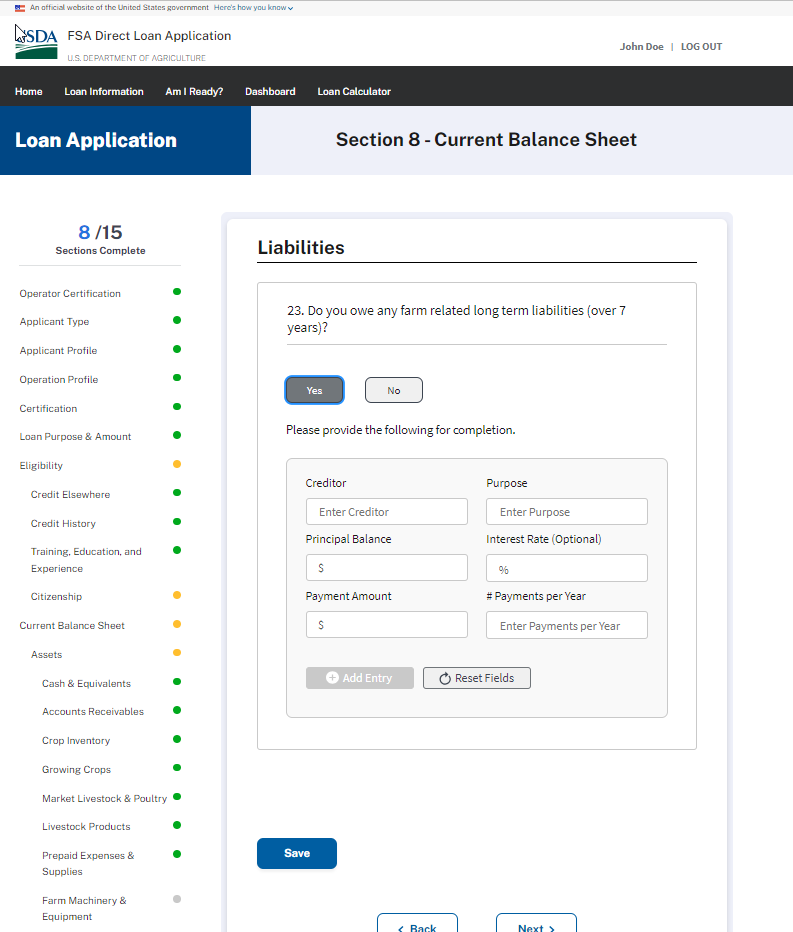 An official website of the United States government Here's how you know
USDA FSA Direct Loan Application
U.S. DEPARTMENT OF AGRICULTURE
John Doe | LOG OUT
Home Loan Information Am I Ready? Dashboard Loan Calculator
Loan Application
Section 8 - Current Balance Sheet
8 /15
Sections Complete
Operator Certification
Applicant Type
Applicant Profile
Operation Profile
Certification
Loan Purpose & Amount
Eligibility
Credit Elsewhere
Credit History
Training, Education, and
Experience
Citizenship
Current Balance Sheet
Assets
Cash & Equivalents
Accounts Receivables
Crop Inventory
Growing Crops
Market Livestock & Poultry
Livestock Products
Prepaid Expenses &
Supplies
Farm Machinery &
Equipment
Liabilities
23. Do you owe any farm related long term liabilities (over 7
years)?
Yes No
Please provide the following for completion.
Creditor Purpose
Enter Creditor Enter Purpose
Principal Balance Interest Rate (Optional)
$ %
Payment Amount # Payments per Year
$ Enter Payments per Year
Add Entry Reset Fields
Save
< Back Next >